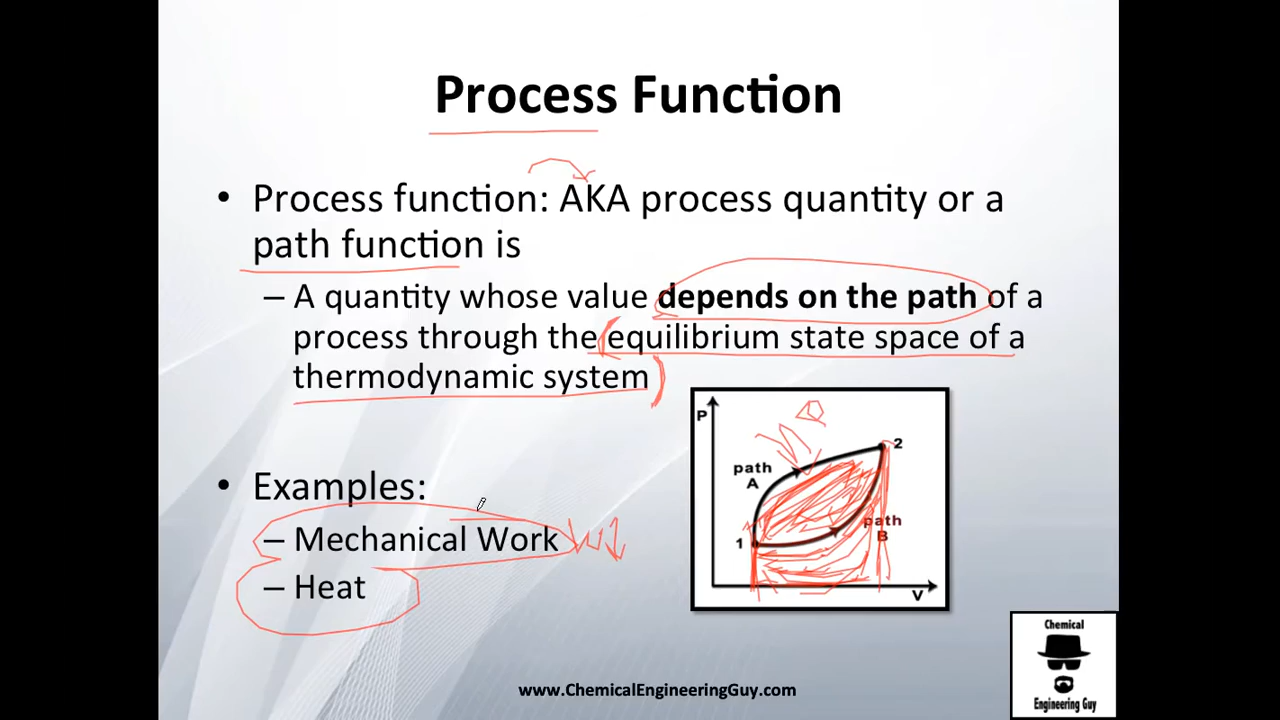 Process Function
• Process function: AKA process quantity or a
path function is
– A quantity whose value depends on the path of a
process through the equilibrium state space of a
thermodynamic system
• Examples:
– Mechanical Work
– Heat
P
Q
2
path
A
path
B
1
V
Chemical
Engineering Guy
www.ChemicalEngineeringGuy.com